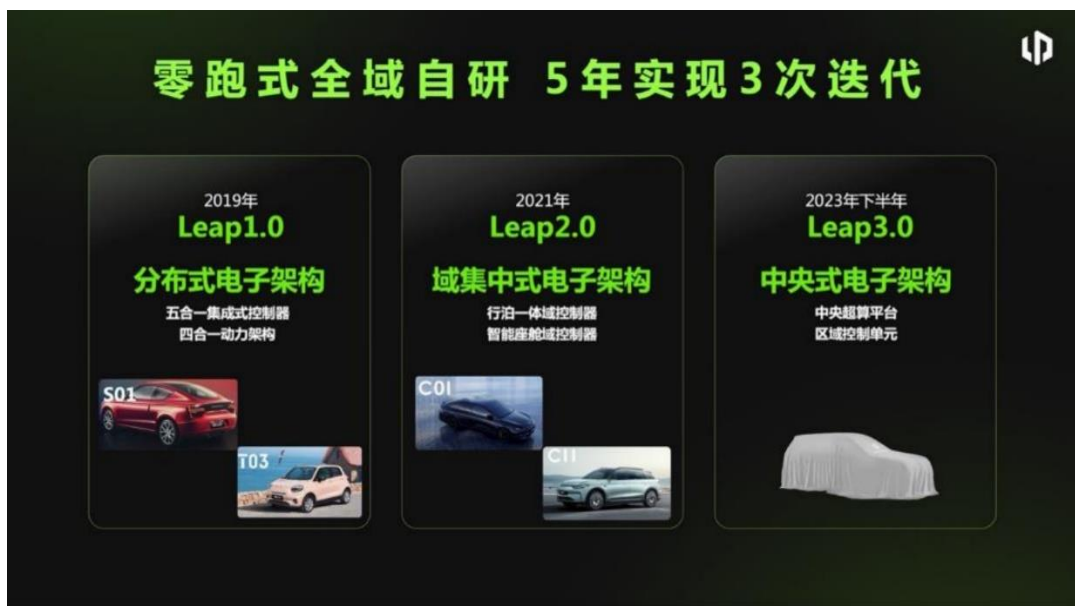 零跑式全域自研 5年实现3次迭代
2019年
Leap1.0
分布式电子架构
五合一集成式控制器
四合一动力架构
S01
T03
2021年
Leap2.0
域集中式电子架构
行泊一体域控制器
智能座舱域控制器
C01
C11
2023年下半年
Leap3.0
中央式电子架构
中央超算平台
区域控制单元